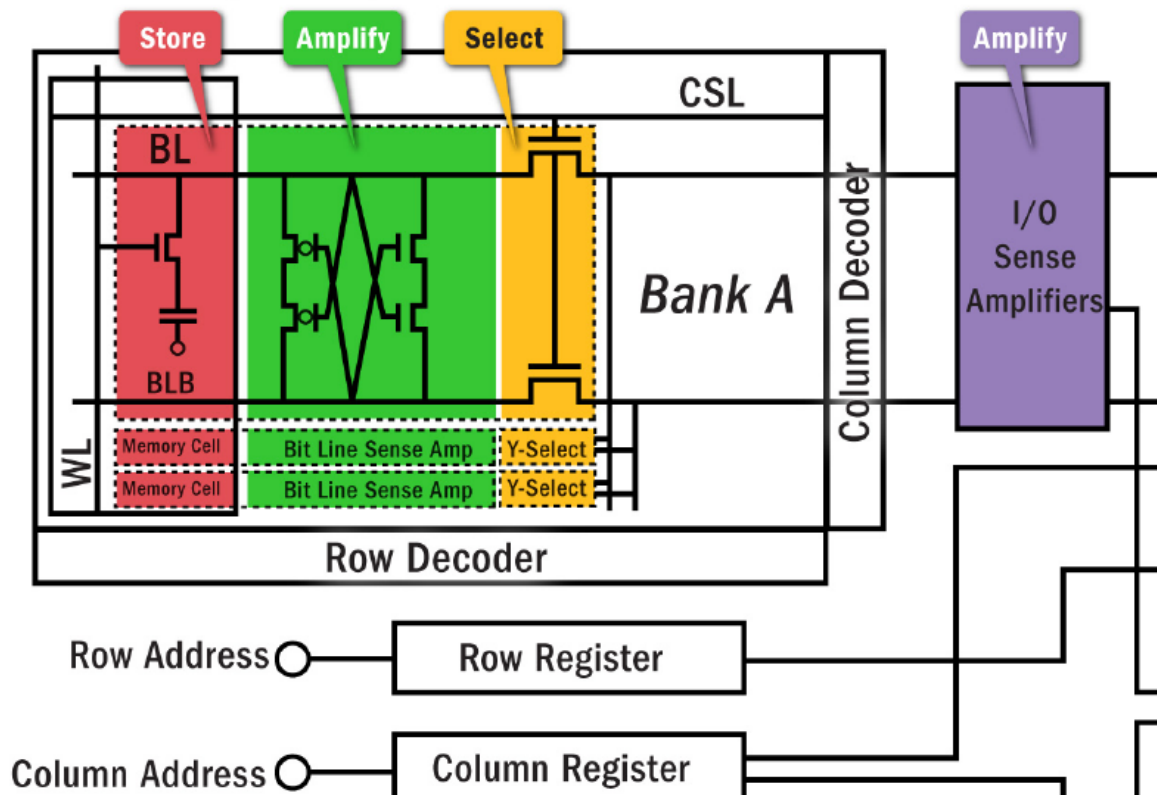 Store
Amplify
Select
Amplify
CSL
BL
BLB
WL
Bank A
Column Decoder
I/O
Sense
Amplifiers
Memory Cell
Bit Line Sense Amp
Y-Select
Memory Cell
Bit Line Sense Amp
Y-Select
Row Decoder
Row Address
Row Register
Column Address
Column Register